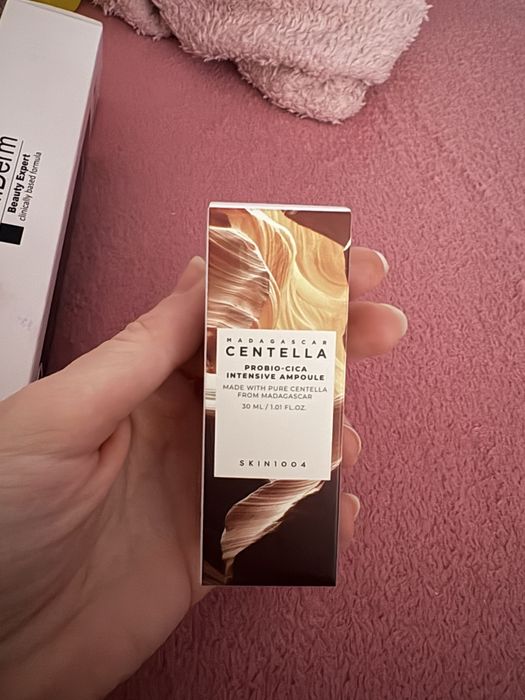 Beauty Expert
clinically based formula
MADAGASCAR
CENTELLA
PROBIO-CICA
INTENSIVE AMPOULE
MADE WITH PURE CENTELLA
FROM MADAGASCAR
30 ML / 1.01 FL.OZ.
SKIN1004